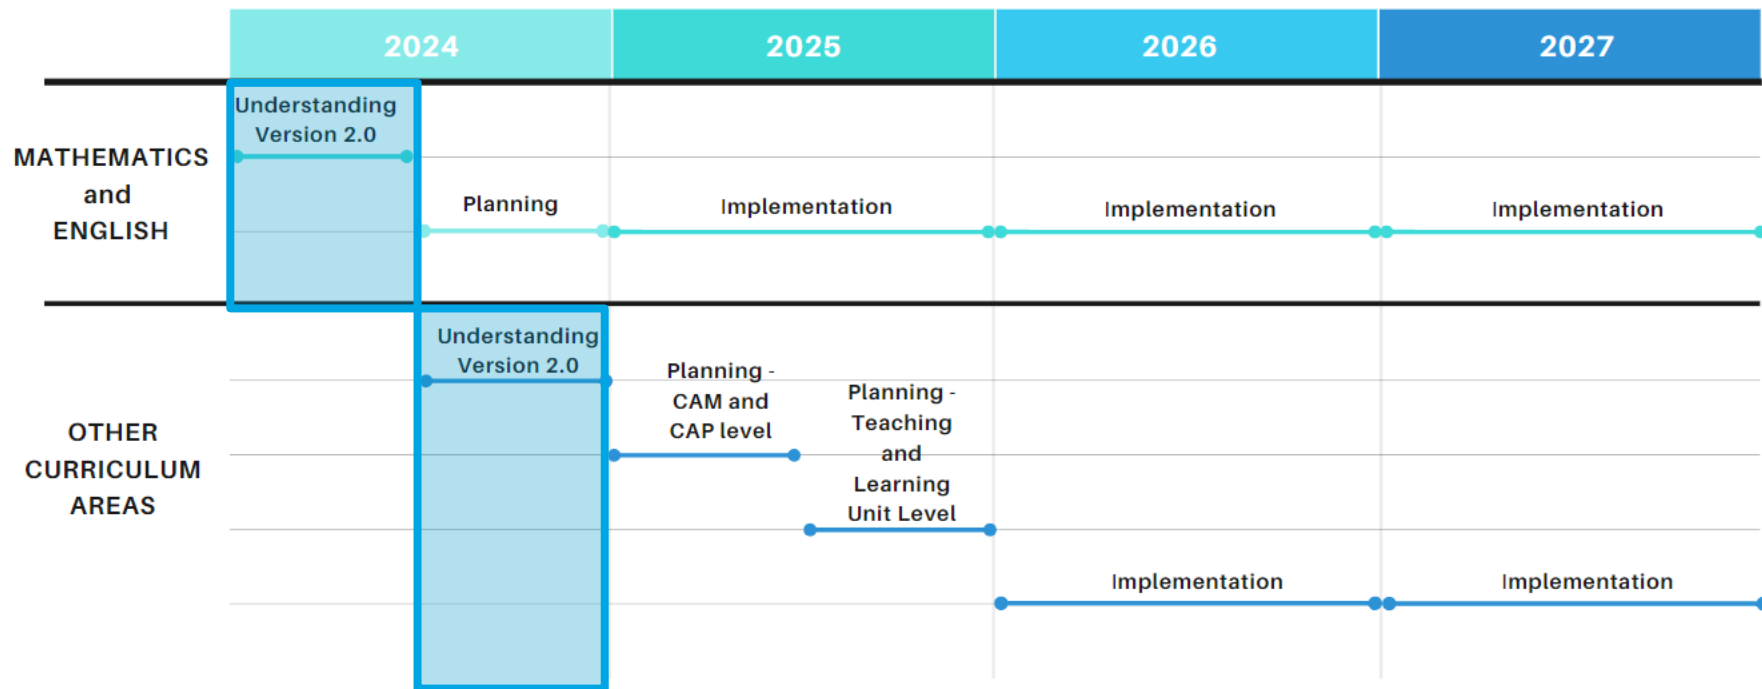 2024
2025
2026
2027
MATHEMATICS
and
ENGLISH
Understanding
Version 2.0
Planning
Implementation
Implementation
Implementation
OTHER
CURRICULUM
AREAS
Understanding
Version 2.0
Planning -
CAM and
CAP level
Planning -
Teaching
and
Learning
Unit Level
Implementation
Implementation